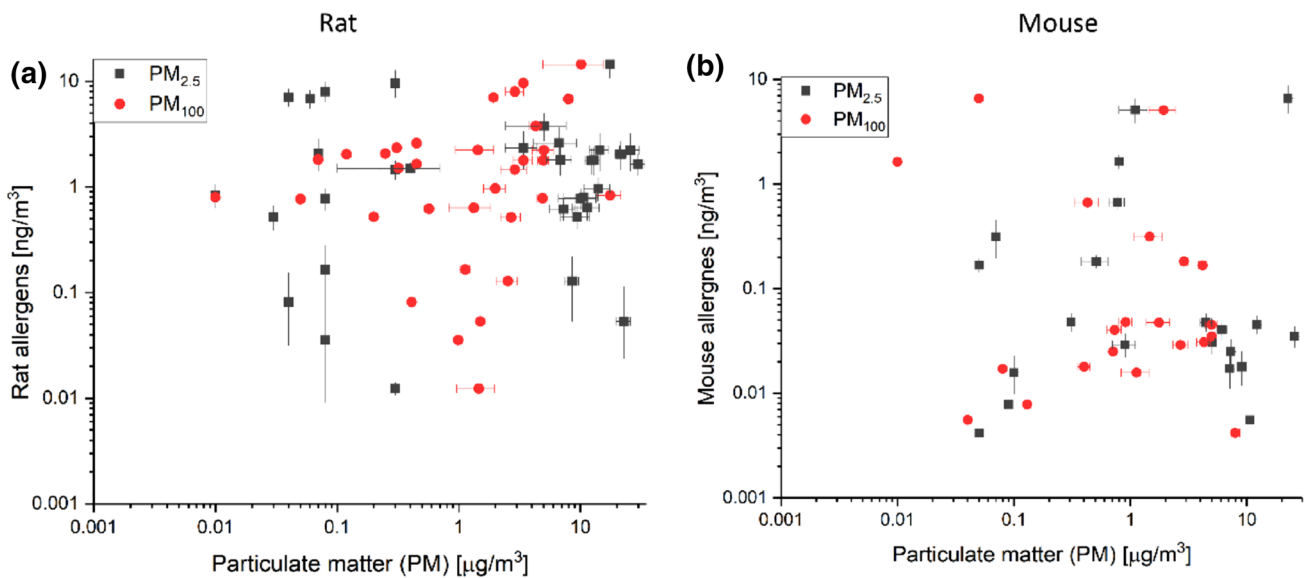 Rat
(a)
PM2.5
PM100
10
1
0.1
0.01
0.001
0.001
0.01
0.1
1
10
Rat allergens [ng/m³]
Particulate matter (PM) [μg/m³]
Mouse
(b)
PM2.5
PM100
10
1
0.1
0.01
0.001
0.001
0.01
0.1
1
10
Mouse allergnes [ng/m³]
Particulate matter (PM) [μg/m³]